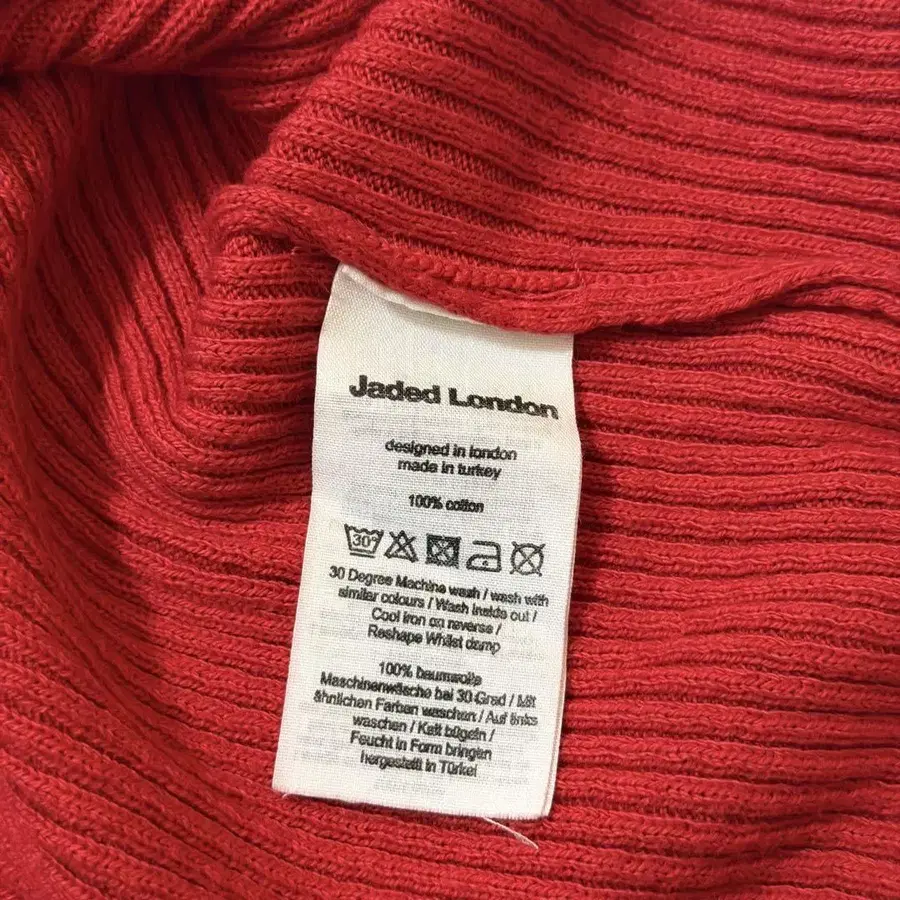 Jaded London
designed in london
made in turkey
100% cotton
30°
30 Degree Machine wash / wash with
similar colours / Wash inside out /
Cool iron on reverse /
Reshape Whilst damp
100% baumwolle
Maschinenwäsche bei 30 Grad / Mit
ähnlichen Farben waschen / Auf links
waschen / Kalt bügeln /
Feucht in Form bringen
hergestellt in Türkei